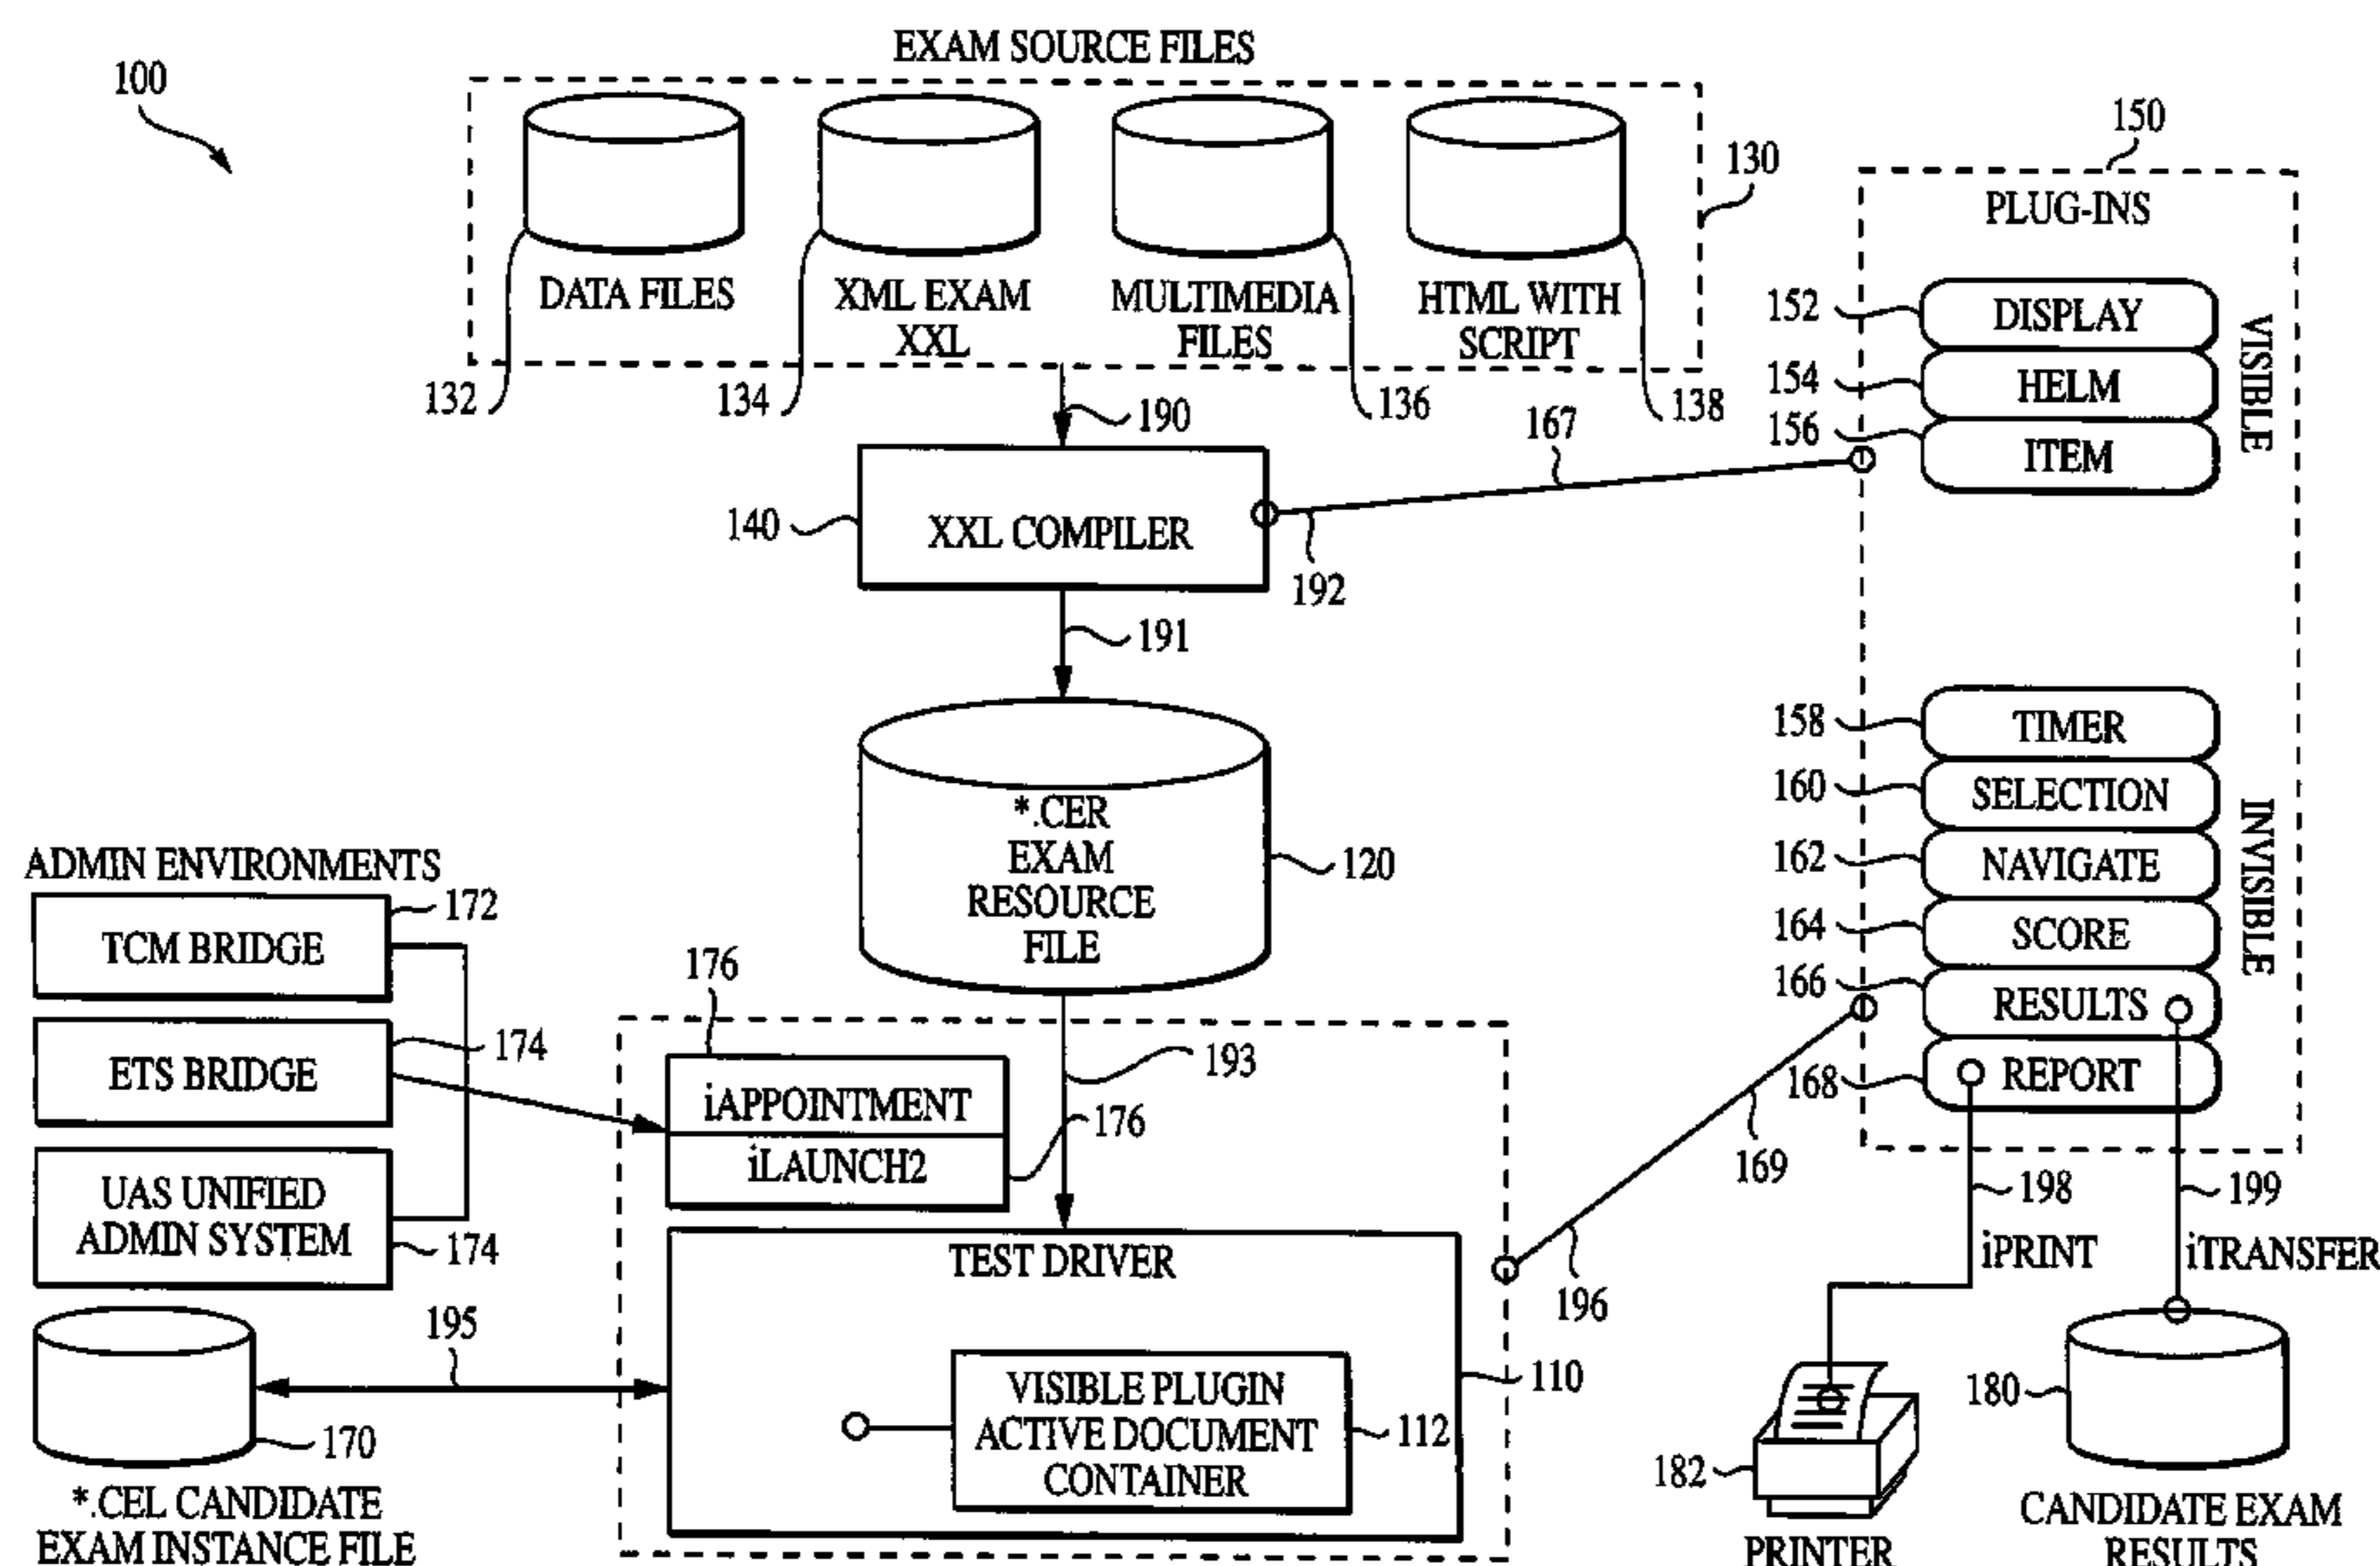 EXAM SOURCE FILES
100
150
130
PLUG-INS
DATA FILES
XML EXAM
XXL
MULTIMEDIA
FILES
HTML WITH
SCRIPT
132
134
136
138
152
DISPLAY
154
HELM
156
ITEM
VISIBLE
190
167
140
XXL COMPILER
192
191
158
TIMER
160
SELECTION
162
NAVIGATE
164
SCORE
166
RESULTS
168
REPORT
INVISIBLE
*.CER
EXAM
RESOURCE
FILE
120
ADMIN ENVIRONMENTS
172
TCM BRIDGE
174
ETS BRIDGE
UAS UNIFIED
ADMIN SYSTEM
174
176
iAPPOINTMENT
iLAUNCH2
176
193
169
198
199
iPRINT
iTRANSFER
TEST DRIVER
196
195
VISIBLE PLUGIN
ACTIVE DOCUMENT
CONTAINER
110
112
170
*.CEL CANDIDATE
EXAM INSTANCE FILE
182
PRINTER
180
CANDIDATE EXAM
RESULTS